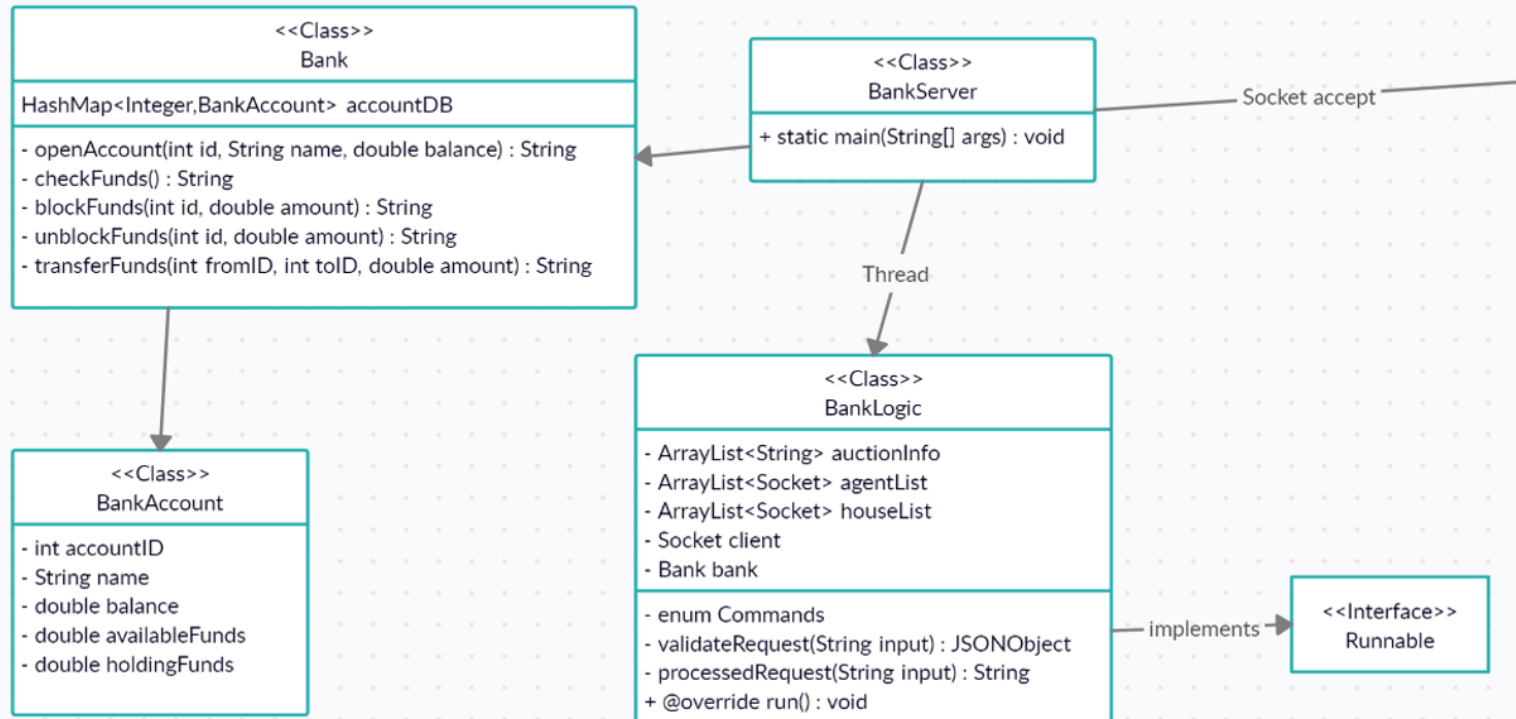 <<Class>>
Bank
HashMap<Integer,BankAccount> accountDB
- openAccount(int id, String name, double balance) : String
- checkFunds() : String
- blockFunds(int id, double amount) : String
- unblockFunds(int id, double amount) : String
- transferFunds(int fromID, int toID, double amount) : String
<<Class>>
BankServer
+ static main(String[] args) : void
Socket accept
Thread
<<Class>>
BankAccount
- int accountID
- String name
- double balance
- double availableFunds
- double holdingFunds
<<Class>>
BankLogic
- ArrayList<String> auctionInfo
- ArrayList<Socket> agentList
- ArrayList<Socket> houseList
- Socket client
- Bank bank
- enum Commands
- validateRequest(String input) : JSONObject
- processedRequest(String input) : String
+ @override run() : void
implements
<<Interface>>
Runnable